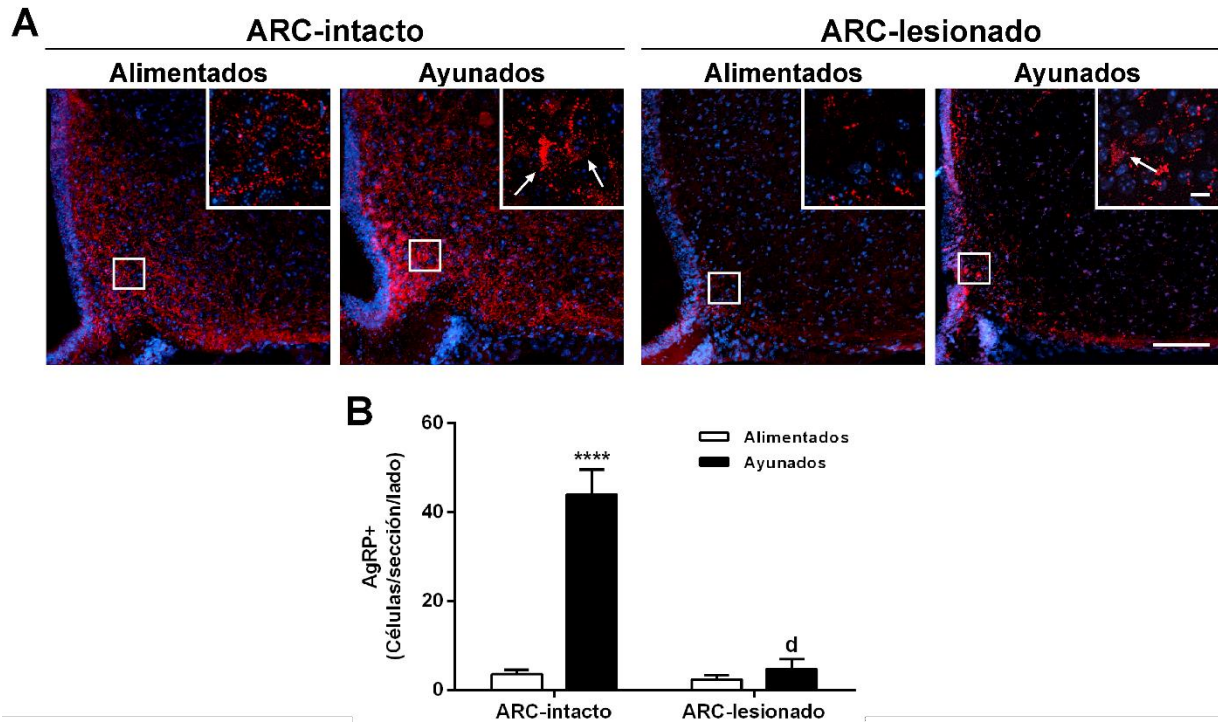 A
ARC-intacto
ARC-lesionado
Alimentados
Ayunados
Alimentados
Ayunados
B
AgRP+
(Células/sección/lado)
60
40
20
0
****
d
Alimentados
Ayunados
ARC-intacto
ARC-lesionado